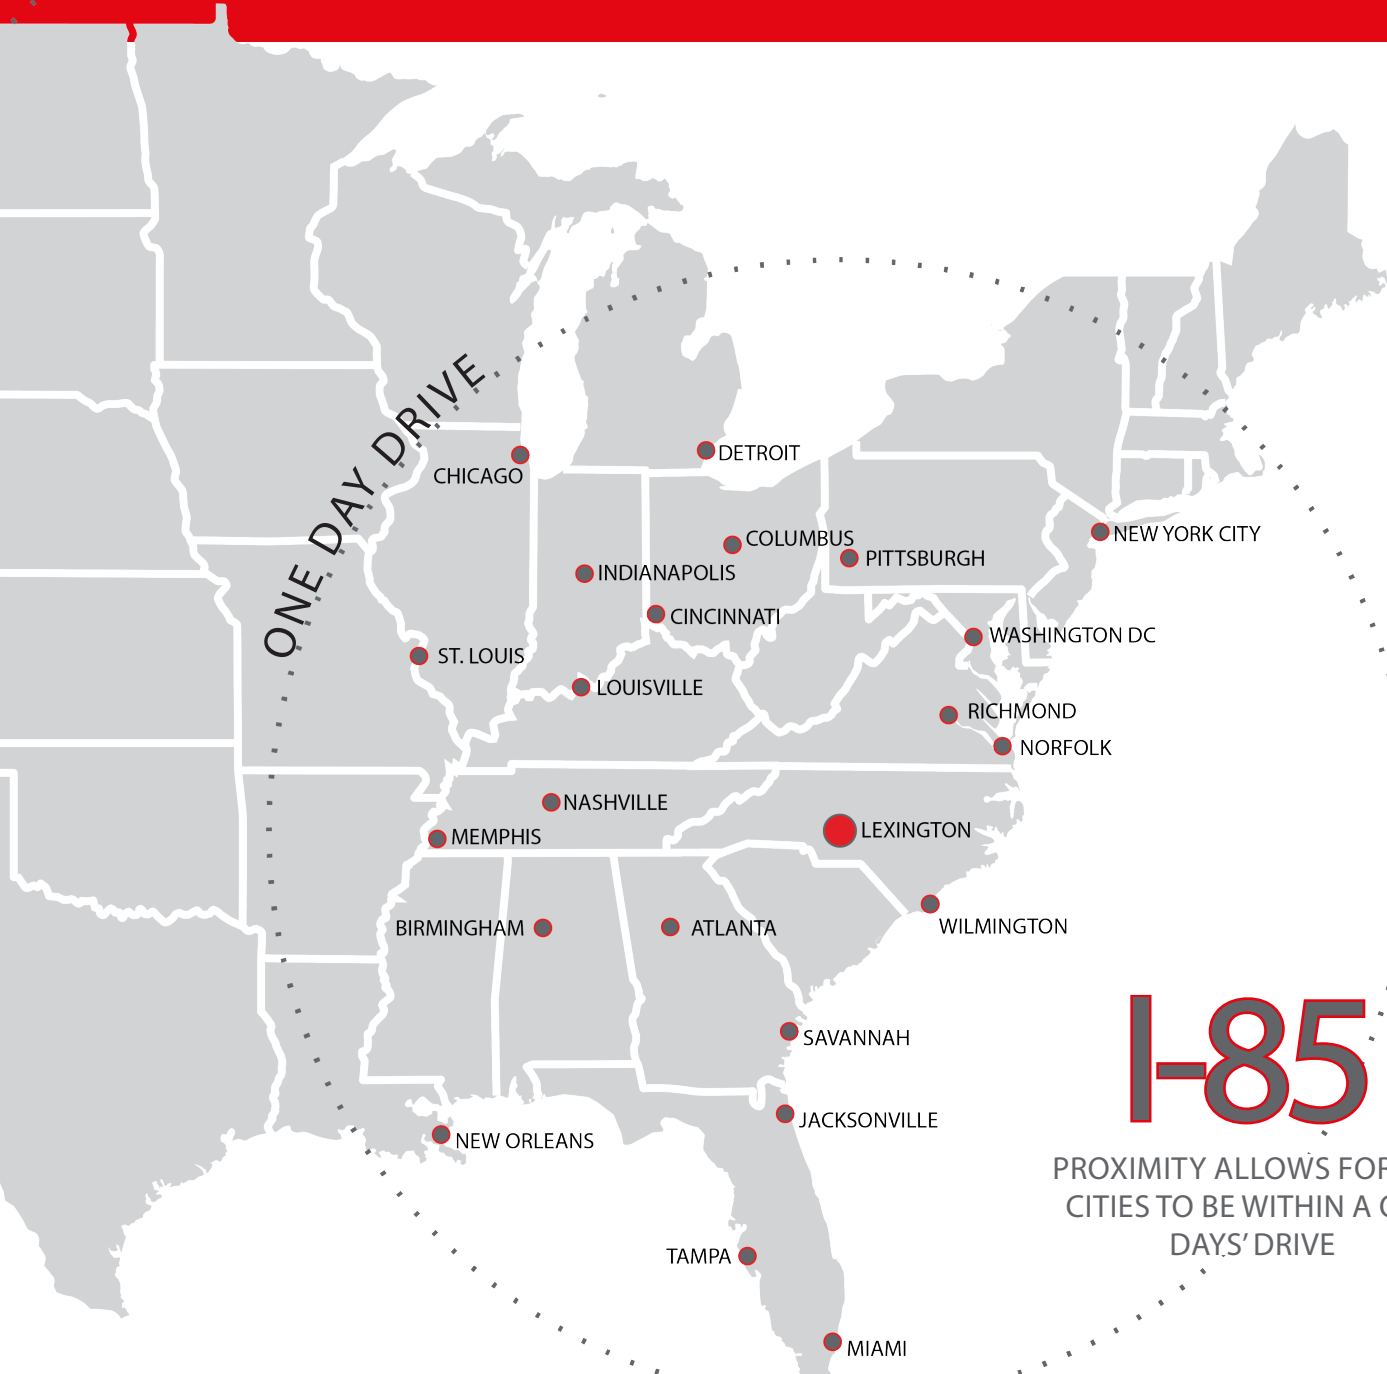 ONE DAY DRIVE
CHICAGO
DETROIT
COLUMBUS
PITTSBURGH
NEW YORK CITY
INDIANAPOLIS
CINCINNATI
WASHINGTON DC
ST. LOUIS
LOUISVILLE
RICHMOND
NORFOLK
NASHVILLE
MEMPHIS
LEXINGTON
BIRMINGHAM
ATLANTA
WILMINGTON
SAVANNAH
JACKSONVILLE
NEW ORLEANS
TAMPA
MIAMI
I-85
PROXIMITY ALLOWS FOR
CITIES TO BE WITHIN A
DAYS’ DRIVE